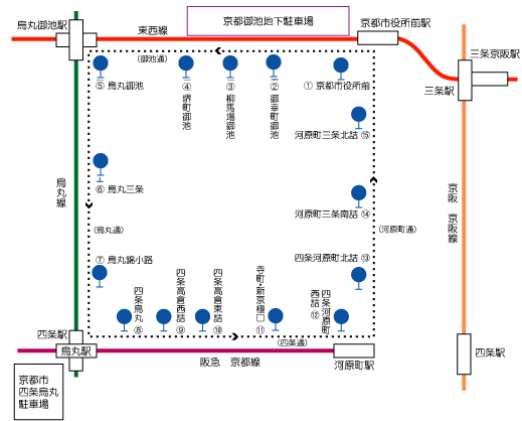 京都御池地下駐車場
烏丸御池駅
東西線
京都市役所前駅
(御池通)
三条京阪駅
三条駅
⑤ 烏丸御池
④ 堺町御池
③ 柳馬場御池
② 御幸町御池
① 京都市役所前
河原町三条北詰 ⑮
⑥ 烏丸三条
烏丸線
河原町三条南詰 ⑭
京阪 京阪線
(烏丸通)
(河原町通)
⑦ 烏丸錦小路
四条河原町北詰 ⑬
四条烏丸 ⑧
四条高倉西詰 ⑨
四条高倉東詰 ⑩
寺町・新京極口 ⑪
四条河原町
西詰 ⑫
四条駅
(四条通)
烏丸駅
阪急 京都線
河原町駅
四条駅
京都市
四条烏丸
駐車場